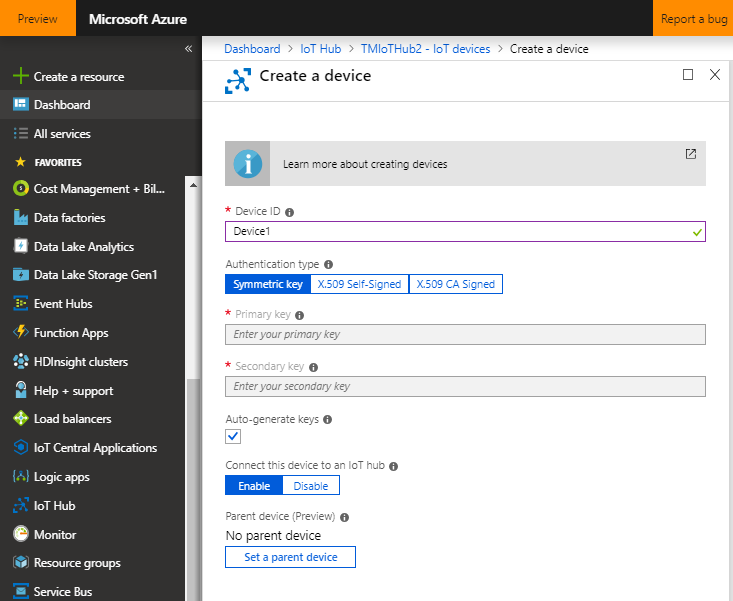 Preview
Microsoft Azure
Report a bug
«
Create a resource
Dashboard
All services
FAVORITES
Cost Management + Bil...
Data factories
Data Lake Analytics
Data Lake Storage Gen1
Event Hubs
Function Apps
HDInsight clusters
Help + support
Load balancers
IoT Central Applications
Logic apps
IoT Hub
Monitor
Resource groups
Service Bus
Dashboard > IoT Hub > TMIoTHub2 - IoT devices > Create a device
Create a device
Learn more about creating devices
* Device ID
Device1
Authentication type
Symmetric key X.509 Self-Signed X.509 CA Signed
* Primary key
Enter your primary key
* Secondary key
Enter your secondary key
Auto-generate keys
Connect this device to an IoT hub
Enable Disable
Parent device (Preview)
No parent device
Set a parent device